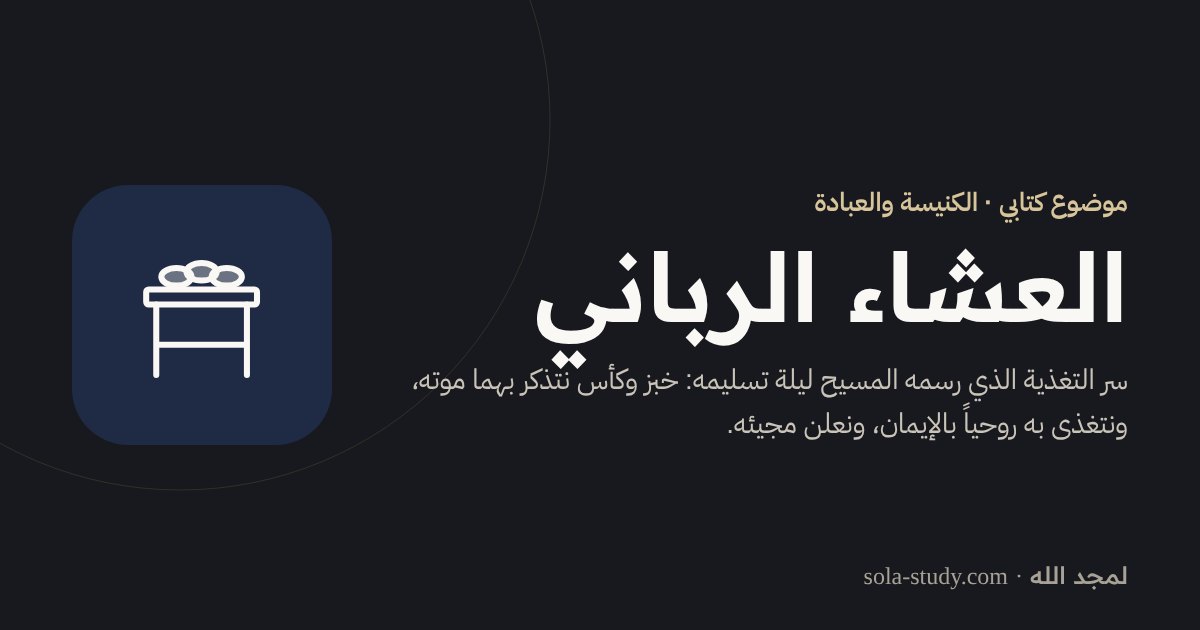 موضوع كتابي · الكنيسة والعبادة
العشاء الرباني
سر التغذية الذي رسمه المسيح ليلة تسليمه: خبز وكأس نتذكر بهما موته،
ونتغذى به روحياً بالإيمان، ونعلن مجيئه.
لمجد الله · sola-study.com